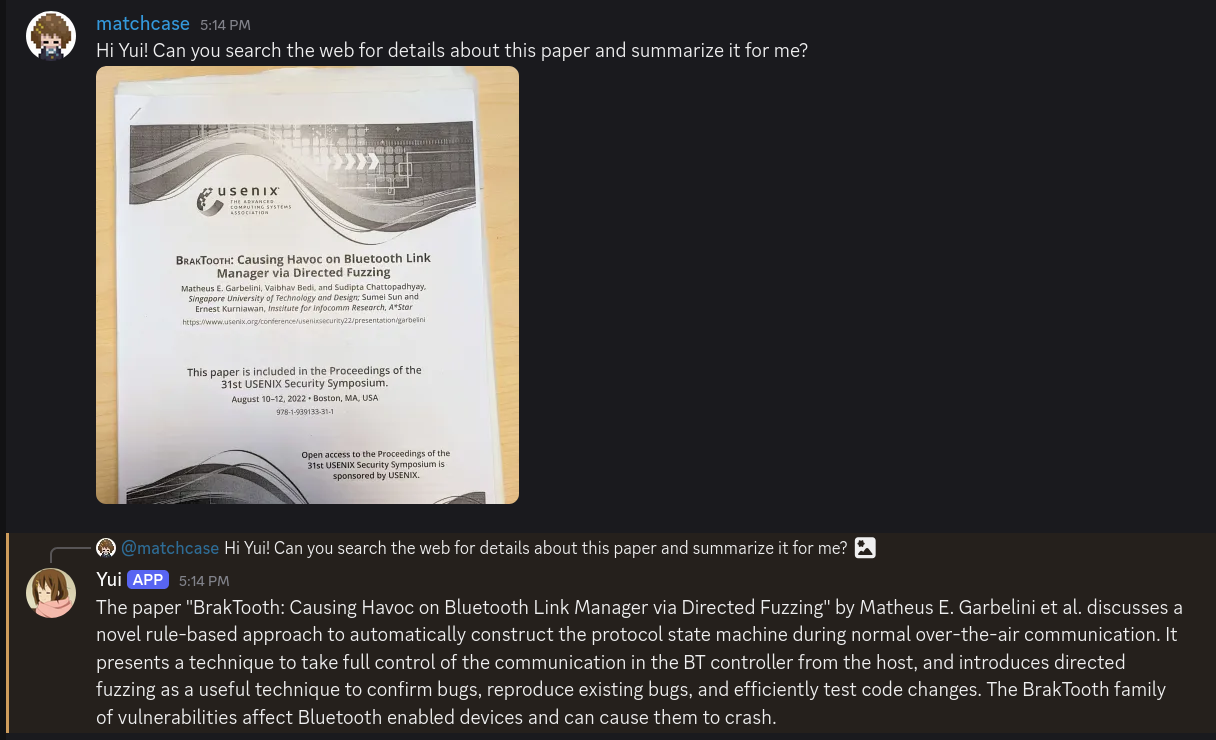 matchcase 5:14 PM
Hi Yui! Can you search the web for details about this paper and summarize it for me?
usenix
THE ADVANCED
COMPUTING SYSTEMS
ASSOCIATION
BRAKTOOTH: Causing Havoc on Bluetooth Link
Manager via Directed Fuzzing
Matheus E. Garbelini, Vaibhav Bedi, and Sudipta Chattopadhyay,
Singapore University of Technology and Design; Sumei Sun and
Ernest Kurniawan, Institute for Infocomm Research, A*Star
https://www.usenix.org/conference/usenixsecurity22/presentation/garbelini
This paper is included in the Proceedings of the
31st USENIX Security Symposium.
August 10–12, 2022 • Boston, MA, USA
978-1-939133-31-1
Open access to the Proceedings of the
31st USENIX Security Symposium is
sponsored by USENIX.
@matchcase Hi Yui! Can you search the web for details about this paper and summarize it for me?
Yui APP 5:14 PM
The paper "BrakTooth: Causing Havoc on Bluetooth Link Manager via Directed Fuzzing" by Matheus E. Garbelini et al. discusses a
novel rule-based approach to automatically construct the protocol state machine during normal over-the-air communication. It
presents a technique to take full control of the communication in the BT controller from the host, and introduces directed
fuzzing as a useful technique to confirm bugs, reproduce existing bugs, and efficiently test code changes. The BrakTooth family
of vulnerabilities affect Bluetooth enabled devices and can cause them to crash.